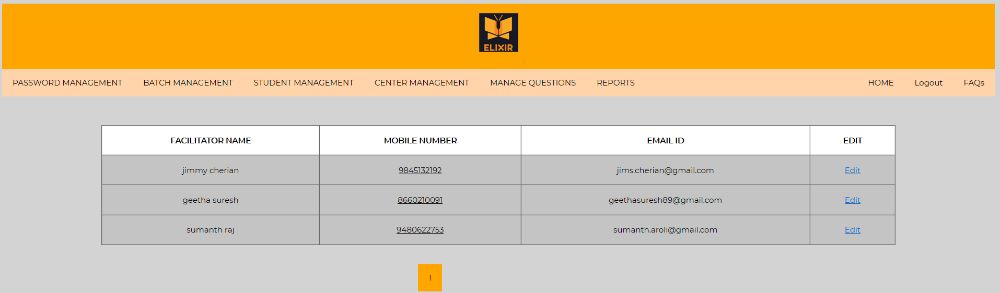 ELIXIR
PASSWORD MANAGEMENT BATCH MANAGEMENT STUDENT MANAGEMENT CENTER MANAGEMENT MANAGE QUESTIONS REPORTS HOME Logout FAQs
FACILITATOR NAME MOBILE NUMBER EMAIL ID EDIT
jimmy cherian 9845132192 jims.cherian@gmail.com Edit
geetha suresh 8660210091 geethasuresh89@gmail.com Edit
sumanth raj 9480622753 sumanth.aroli@gmail.com Edit
1